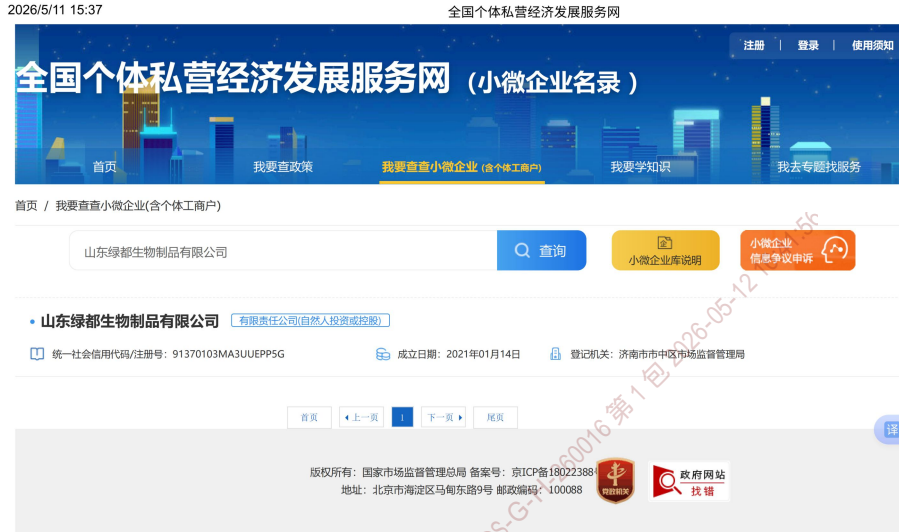 2026/5/11 15:37 全国个体私营经济发展服务网
注册 | 登录 | 使用须知
全国个体私营经济发展服务网（小微企业名录 ）
首页 我要查政策 我要查查小微企业 (含个体工商户) 我要学知识 我去专题找服务
首页 / 我要查查小微企业(含个体工商户)
山东绿都生物制品有限公司 查询 小微企业库说明 小微企业
信息争议申诉
山东绿都生物制品有限公司 有限责任公司(自然人投资或控股)
统一社会信用代码/注册号：91370103MA3UUEPP5G 成立日期：2021年01月14日 登记机关：济南市市中区市场监督管理局
首页 上一页 1 下一页 尾页
译
版权所有：国家市场监督管理总局 备案号：京ICP备18022388
地址：北京市海淀区马甸东路9号 邮政编码：100088
党政机关
政府网站
找错
S-G-H-260016 第 1 包 2026-05-12